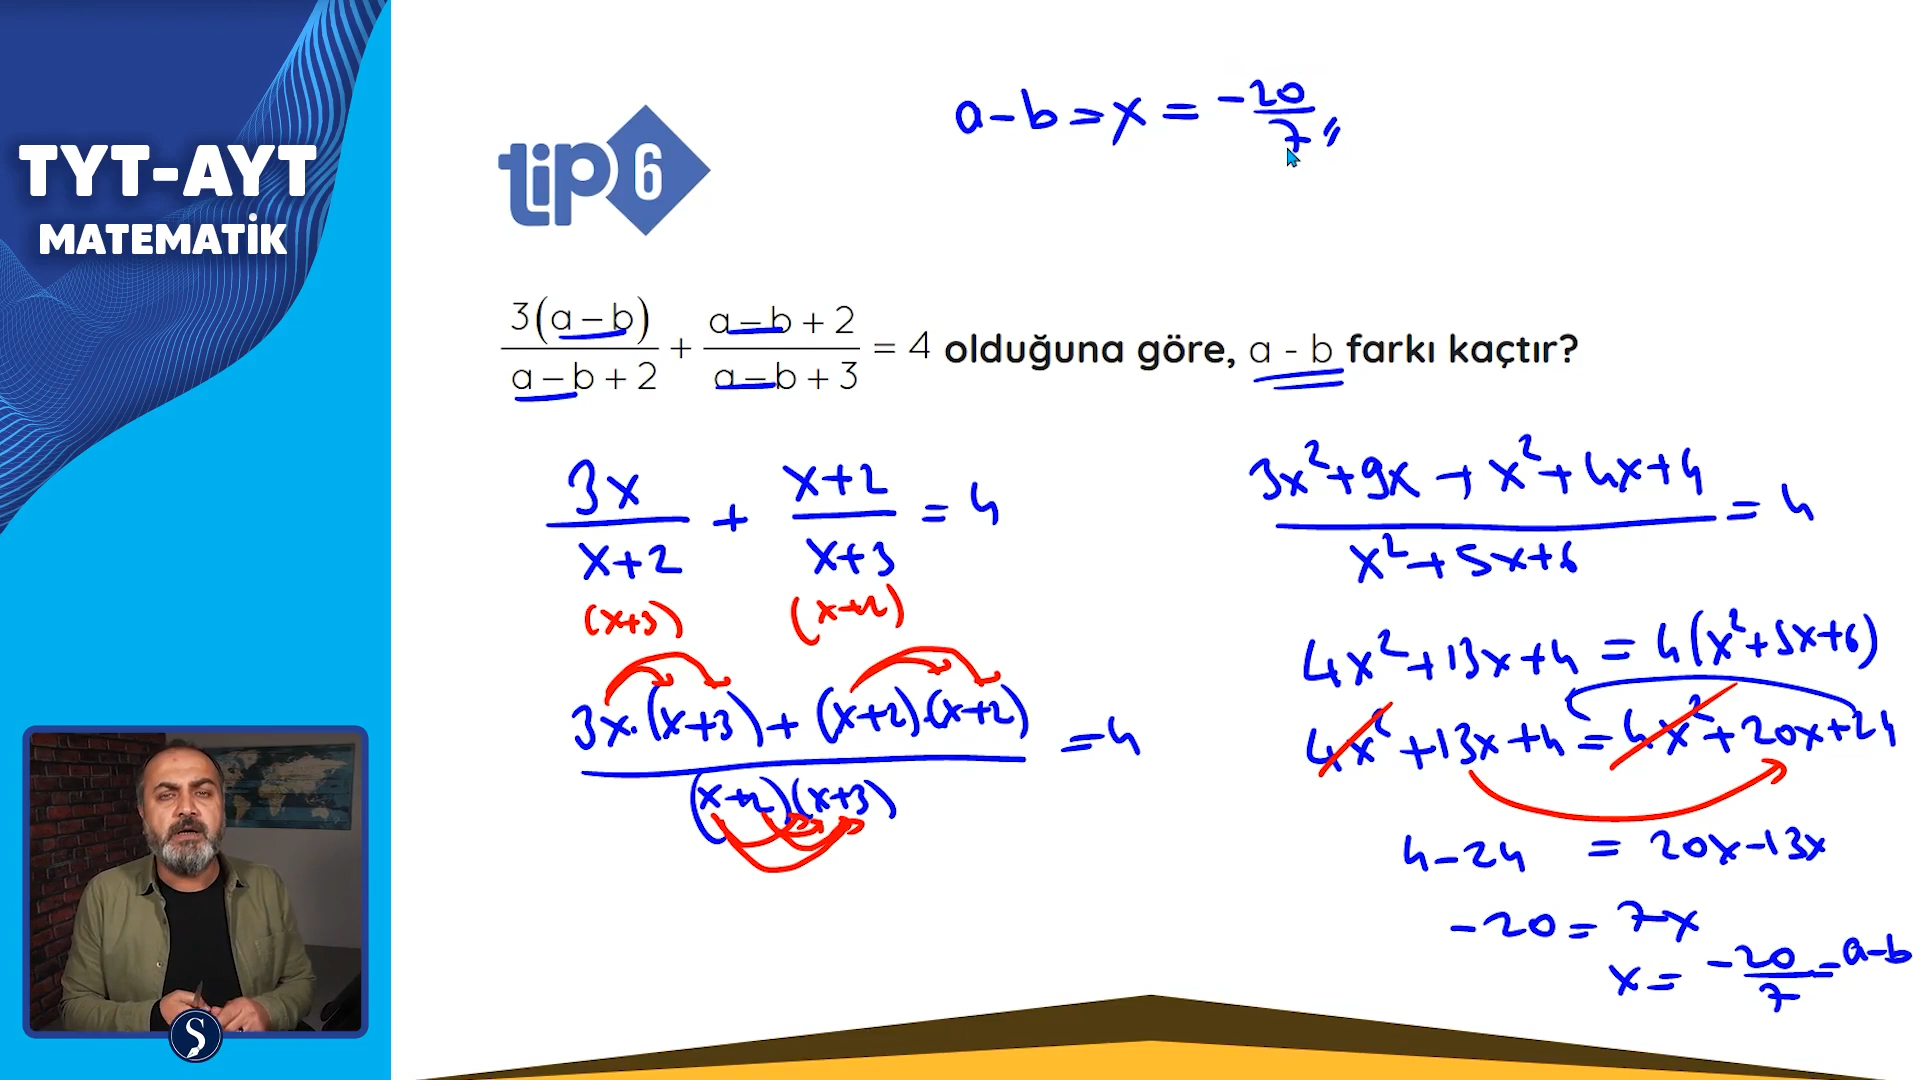 TYT-AYT
MATEMATİK
a-b=x=-20/7
tip 6
3(a-b)/(a-b+2) + (a-b+2)/(a-b+3) = 4 olduğuna göre, a - b farkı kaçtır?
3x/(x+2) + (x+2)/(x+3) = 4
(x+3) (x+2)
(3x.(x+3)+(x+2).(x+2))/((x+2)(x+3)) =4
(3x²+9x+x²+4x+4)/(x²+5x+6) = 4
4x²+13x+4 = 4(x²+5x+6)
4x²+13x+4=4x²+20x+24
4-24 = 20x-13x
-20=7x
x=-20/7=a-b
S